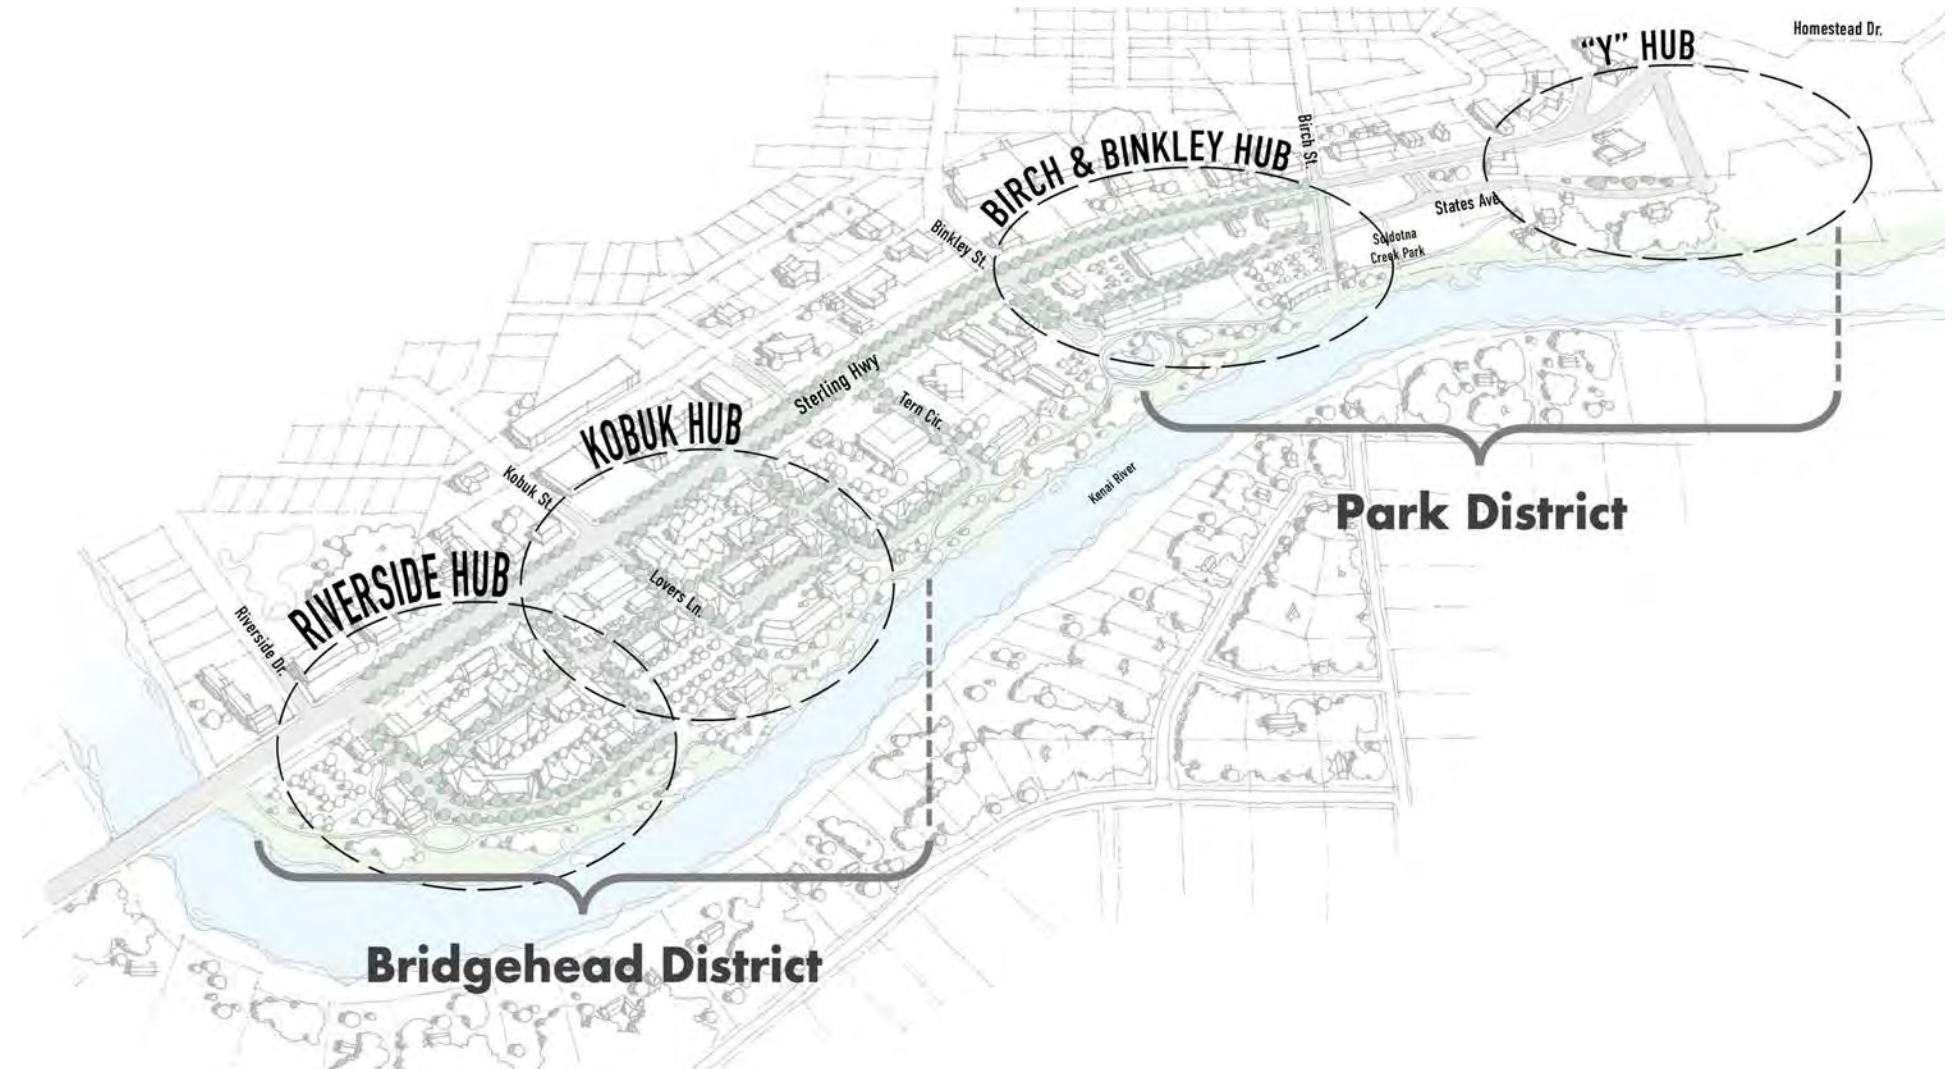 Homestead Dr.
“Y” HUB
Birch St.
BIRCH & BINKLEY HUB
States Ave
Binkley St.
Soldotna
Creek Park
Sterling Hwy
Tern Cir.
KOBUK HUB
Kobuk St.
Kenai River
Park District
RIVERSIDE HUB
Lovers Ln.
Riverside Dr.
Bridgehead District